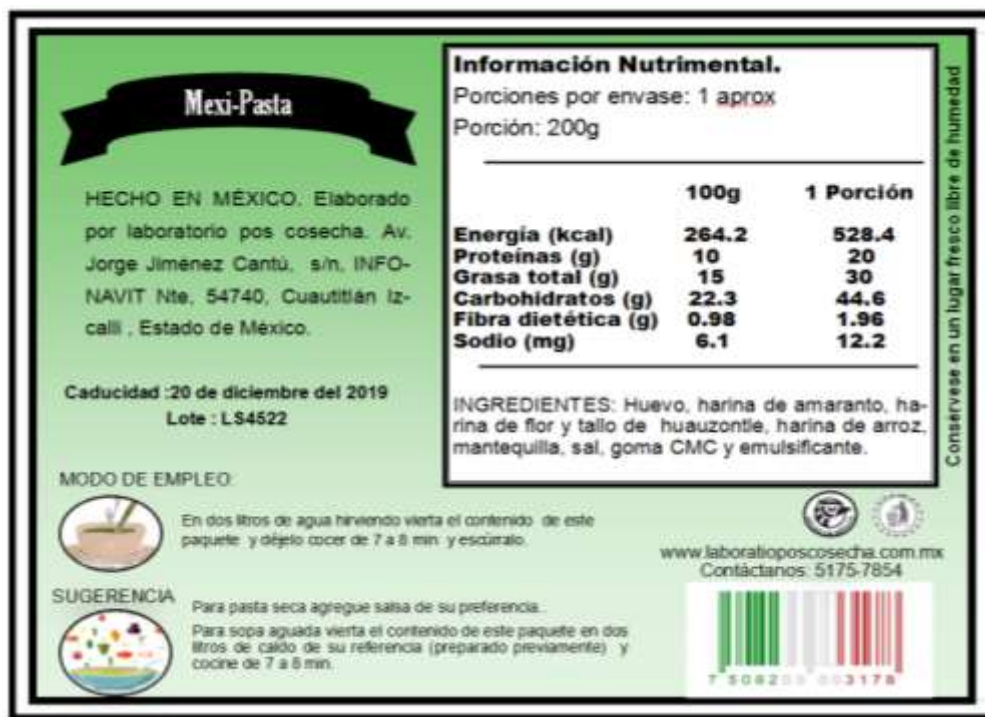 Mexi-Pasta
HECHO EN MÉXICO. Elaborado
por laboratorio pos cosecha. Av.
Jorge Jiménez Cantú, s/n, INFO-
NAVIT Nte, 54740, Cuautitlán Iz-
calli , Estado de México.
Caducidad :20 de diciembre del 2019
Lote : LS4522
Información Nutrimental.
Porciones por envase: 1 aprox
Porción: 200g
100g 1 Porción
Energía (kcal) 264.2 528.4
Proteínas (g) 10 20
Grasa total (g) 15 30
Carbohidratos (g) 22.3 44.6
Fibra dietética (g) 0.98 1.96
Sodio (mg) 6.1 12.2
INGREDIENTES: Huevo, harina de amaranto, ha-
rina de flor y tallo de huauzontle, harina de arroz,
mantequilla, sal, goma CMC y emulsificante.
Conservese en un lugar fresco libre de humedad
MODO DE EMPLEO:
En dos litros de agua hirviendo vierta el contenido de este
paquete y déjelo cocer de 7 a 8 min y escúrralo.
SUGERENCIA
Para pasta seca agregue salsa de su preferencia.
Para sopa aguada vierta el contenido de este paquete en dos
litros de caldo de su referencia (preparado previamente) y
cocine de 7 a 8 min.
www.laboratioposcosecha.com.mx
Contáctanos: 5175-7854